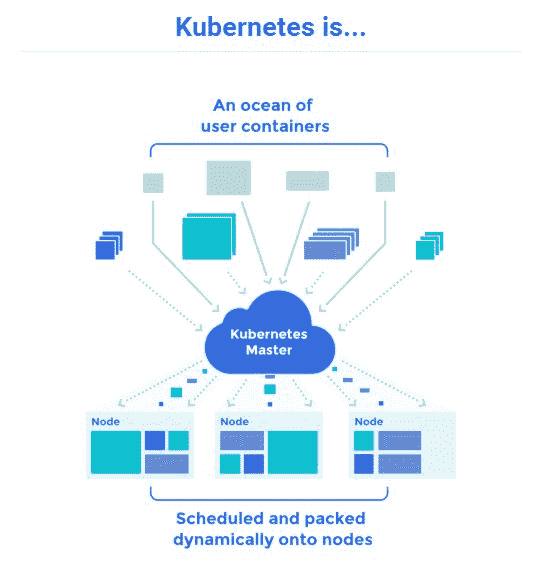 Kubernetes is...
An ocean of
user containers
Kubernetes
Master
Node
Node
Node
Scheduled and packed
dynamically onto nodes